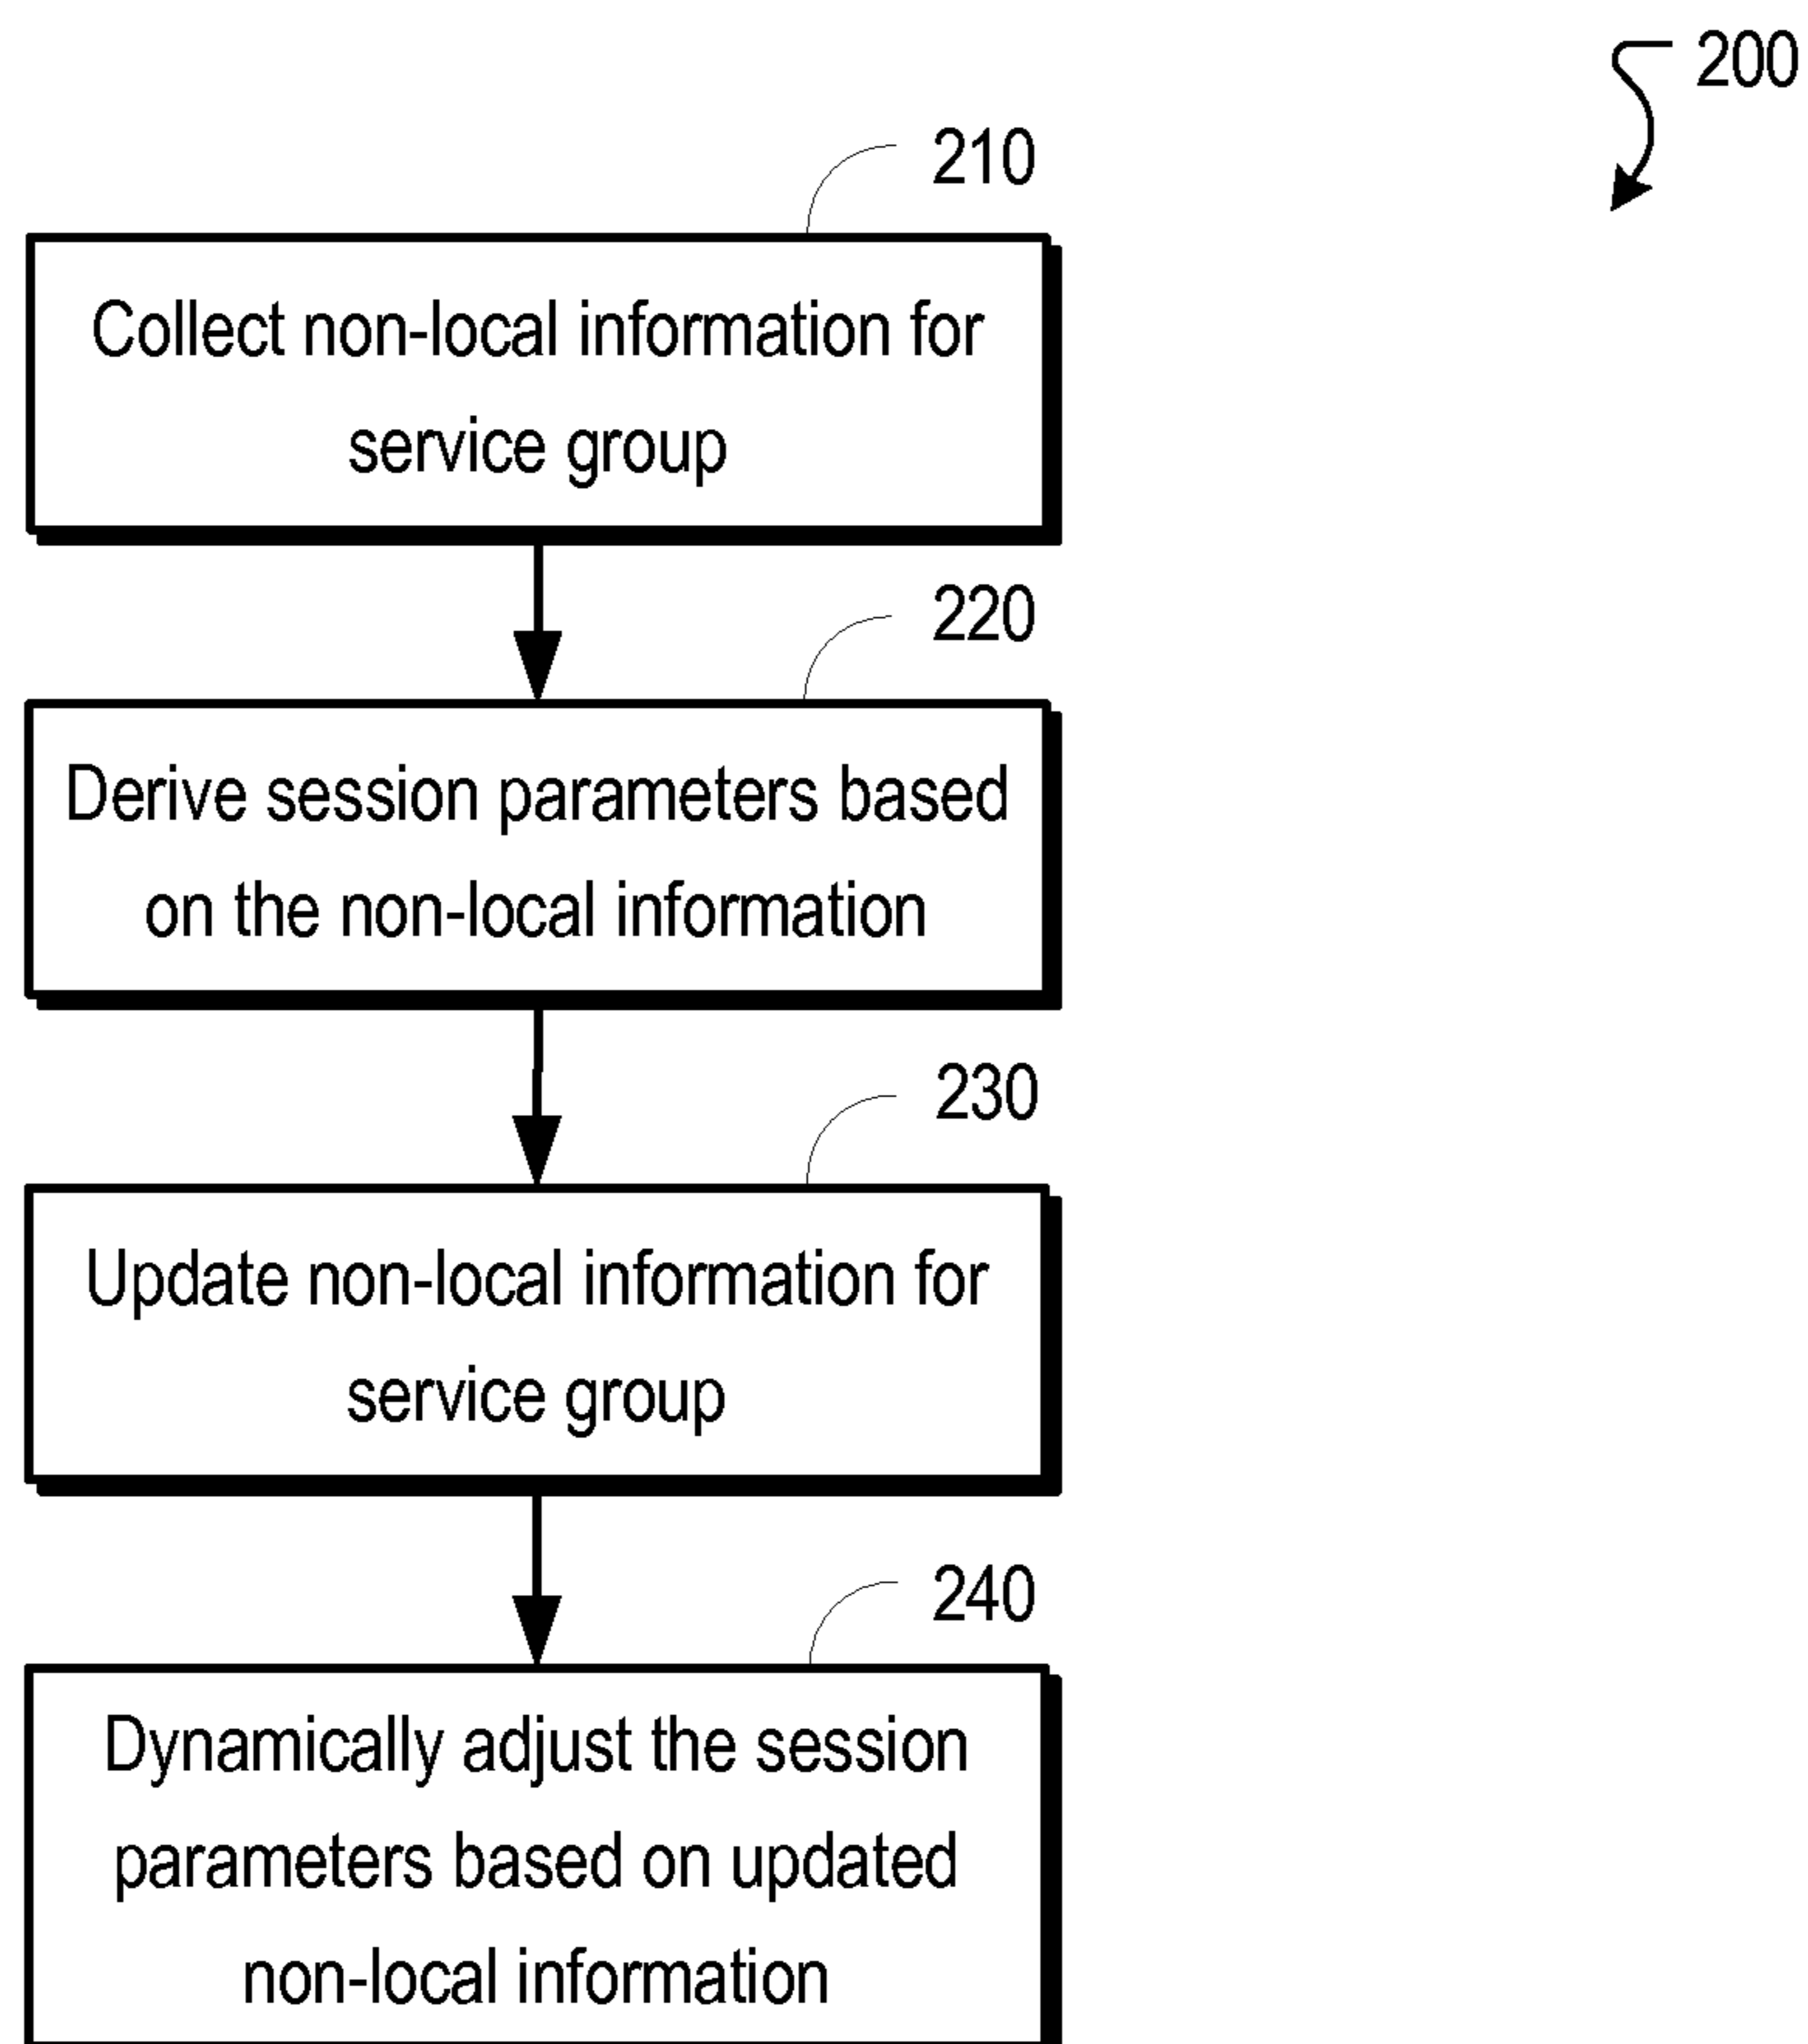 200
210
Collect non-local information for
service group
220
Derive session parameters based
on the non-local information
230
Update non-local information for
service group
240
Dynamically adjust the session
parameters based on updated
non-local information